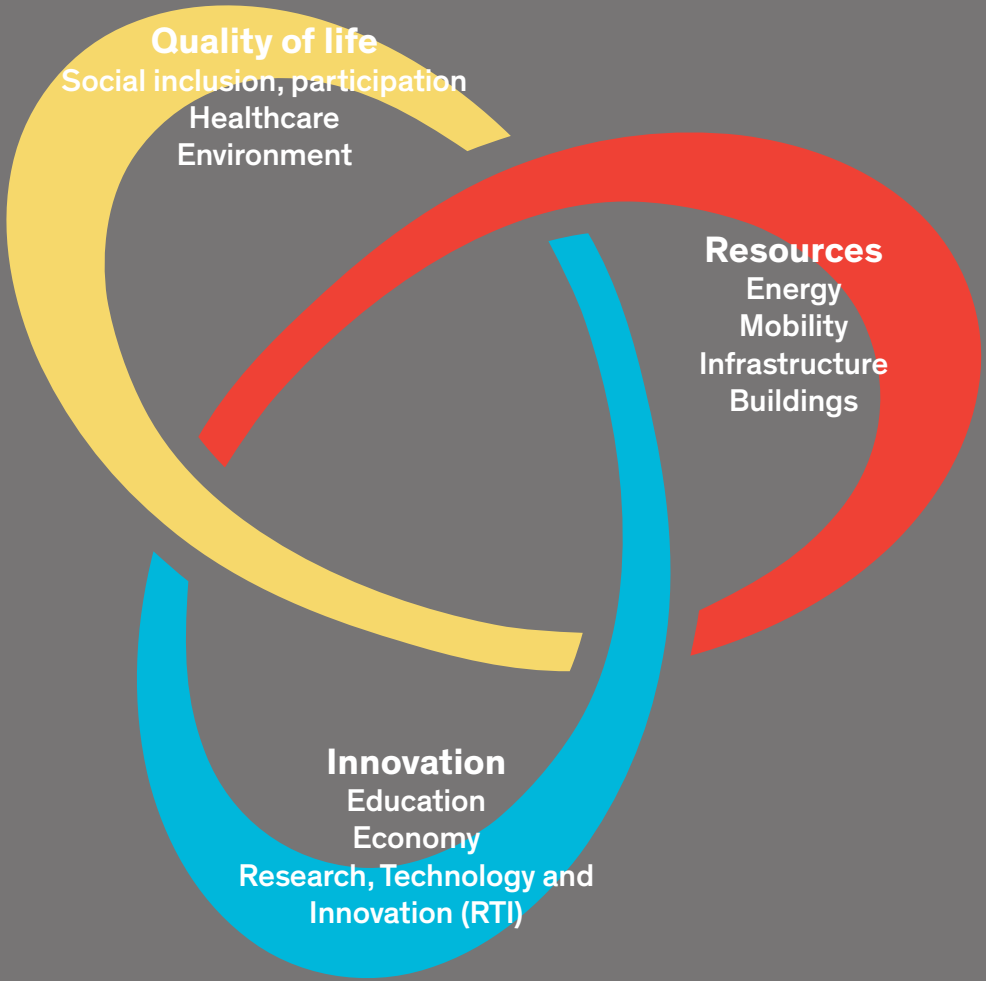 Quality of life
Social inclusion, participation
Healthcare
Environment
Resources
Energy
Mobility
Infrastructure
Buildings
Innovation
Education
Economy
Research, Technology and
Innovation (RTI)